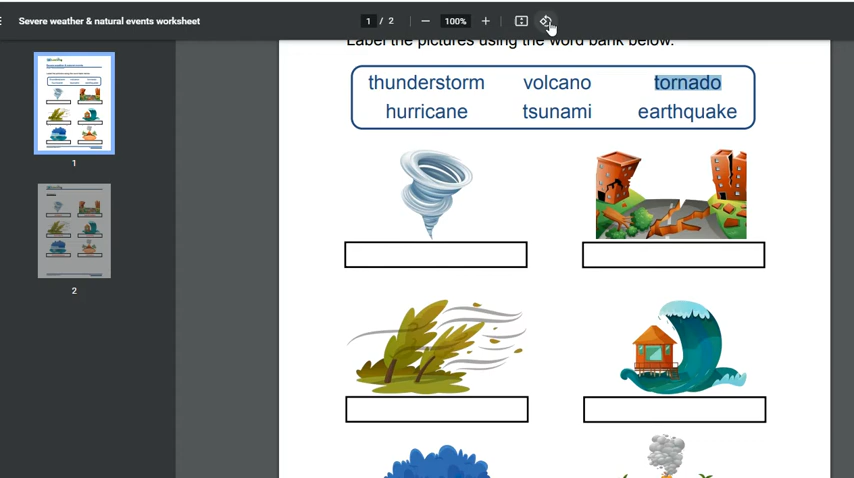 Severe weather & natural events worksheet
1 / 2
100%
Label the pictures using the word bank below.
thunderstorm volcano tornado
hurricane tsunami earthquake
1
2